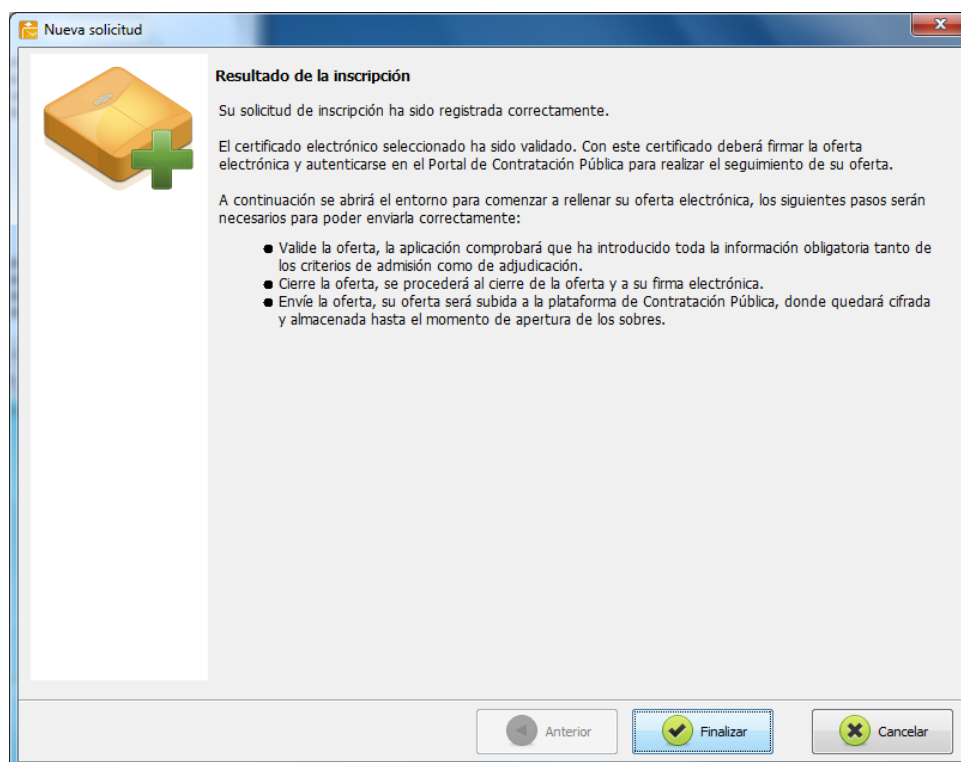 Nueva solicitud
Resultado de la inscripción
Su solicitud de inscripción ha sido registrada correctamente.
El certificado electrónico seleccionado ha sido validado. Con este certificado deberá firmar la oferta
electrónica y autenticarse en el Portal de Contratación Pública para realizar el seguimiento de su oferta.
A continuación se abrirá el entorno para comenzar a rellenar su oferta electrónica, los siguientes pasos serán
necesarios para poder enviarla correctamente:
● Valide la oferta, la aplicación comprobará que ha introducido toda la información obligatoria tanto de
los criterios de admisión como de adjudicación.
● Cierre la oferta, se procederá al cierre de la oferta y a su firma electrónica.
● Envíe la oferta, su oferta será subida a la plataforma de Contratación Pública, donde quedará cifrada
y almacenada hasta el momento de apertura de los sobres.
Anterior Finalizar Cancelar